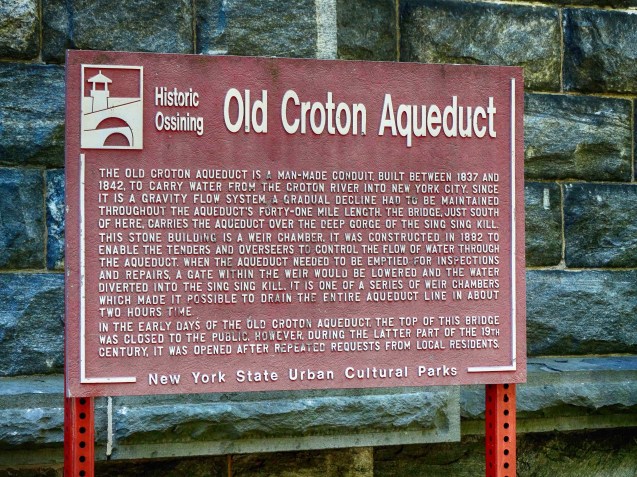 Historic
Ossining
Old Croton Aqueduct
THE OLD CROTON AQUEDUCT IS A MAN-MADE CONDUIT, BUILT BETWEEN 1837 AND
1842, TO CARRY WATER FROM THE CROTON RIVER INTO NEW YORK CITY. SINCE
IT IS A GRAVITY FLOW SYSTEM, A GRADUAL DECLINE HAD TO BE MAINTAINED
THROUGHOUT THE AQUEDUCT'S FORTY-ONE MILE LENGTH. THE BRIDGE, JUST SOUTH
OF HERE, CARRIES THE AQUEDUCT OVER THE DEEP GORGE OF THE SING SING KILL.
THIS STONE BUILDING IS A WEIR CHAMBER. IT WAS CONSTRUCTED IN 1882 TO
ENABLE THE TENDERS AND OVERSEERS TO CONTROL THE FLOW OF WATER THROUGH
THE AQUEDUCT. WHEN THE AQUEDUCT NEEDED TO BE EMPTIED FOR INSPECTIONS
AND REPAIRS, A GATE WITHIN THE WEIR WOULD BE LOWERED AND THE WATER
DIVERTED INTO THE SING SING KILL. IT IS ONE OF A SERIES OF WEIR CHAMBERS
WHICH MADE IT POSSIBLE TO DRAIN THE ENTIRE AQUEDUCT LINE IN ABOUT
TWO HOURS TIME.
IN THE EARLY DAYS OF THE OLD CROTON AQUEDUCT, THE TOP OF THIS BRIDGE
WAS CLOSED TO THE PUBLIC. HOWEVER, DURING THE LATTER PART OF THE 19TH
CENTURY, IT WAS OPENED AFTER REPEATED REQUESTS FROM LOCAL RESIDENTS.
New York State Urban Cultural Parks